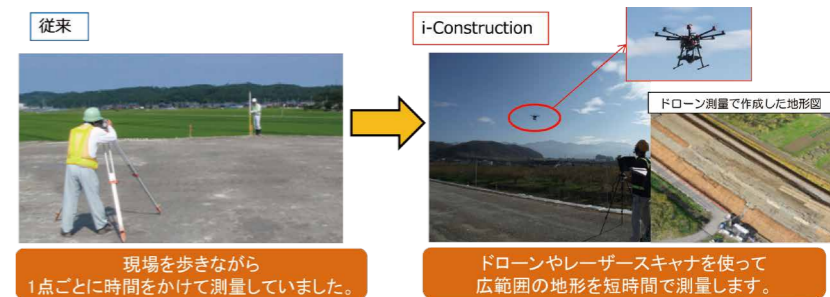 従来
i-Construction
ドローン測量で作成した地形図
現場を歩きながら
1点ごとに時間をかけて測量していました。
ドローンやレーザースキャナを使って
広範囲の地形を短時間で測量します。